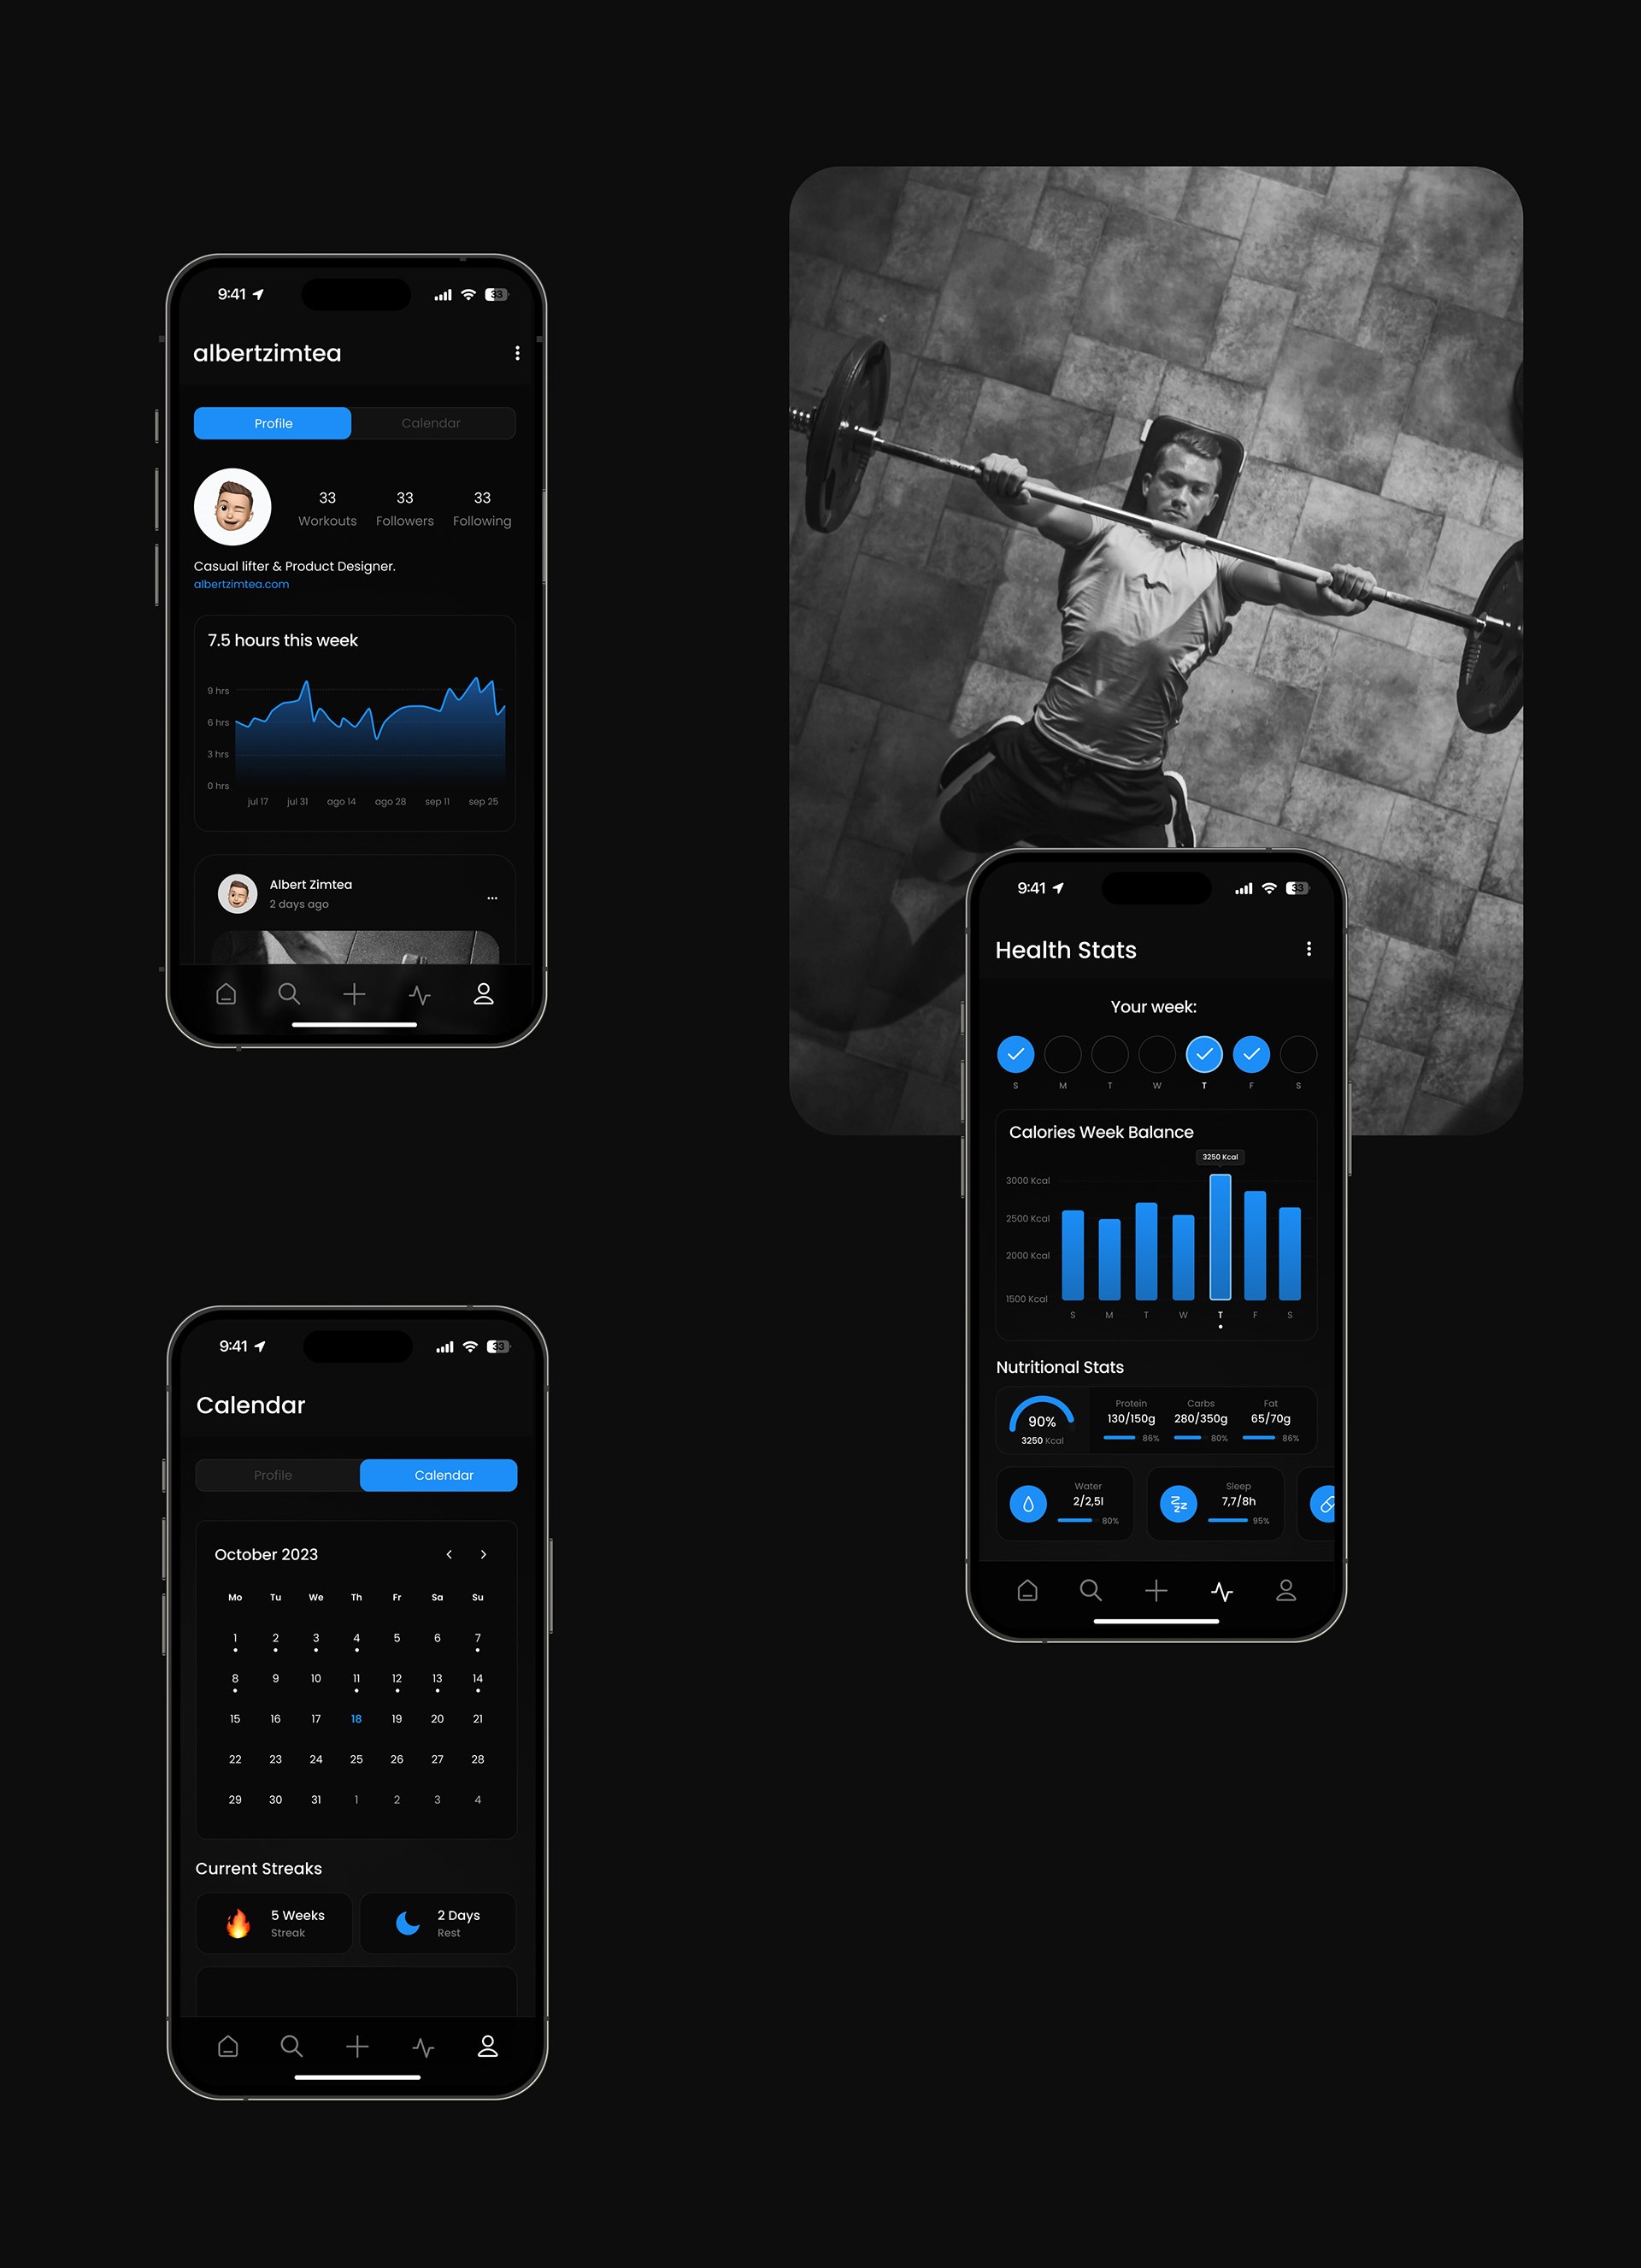 9:41
33
albertzimtea
Profile Calendar
33 33 33
Workouts Followers Following
Casual lifter & Product Designer.
albertzimtea.com
7.5 hours this week
9 hrs
6 hrs
3 hrs
0 hrs
jul 17 jul 31 ago 14 ago 28 sep 11 sep 25
Albert Zimtea
2 days ago
9:41
33
Health Stats
Your week:
S M T W T F S
Calories Week Balance
3250 Kcal
3000 Kcal
2500 Kcal
2000 Kcal
1500 Kcal
S M T W T F S
Nutritional Stats
90%
3250 Kcal
Protein Carbs Fat
130/150g 280/350g 65/70g
86% 80% 86%
Water
2/2,5l
80%
Sleep
7,7/8h
95%
9:41
33
Calendar
Profile Calendar
October 2023
Mo Tu We Th Fr Sa Su
1 2 3 4 5 6 7
8 9 10 11 12 13 14
15 16 17 18 19 20 21
22 23 24 25 26 27 28
29 30 31 1 2 3 4
Current Streaks
5 Weeks
Streak
2 Days
Rest